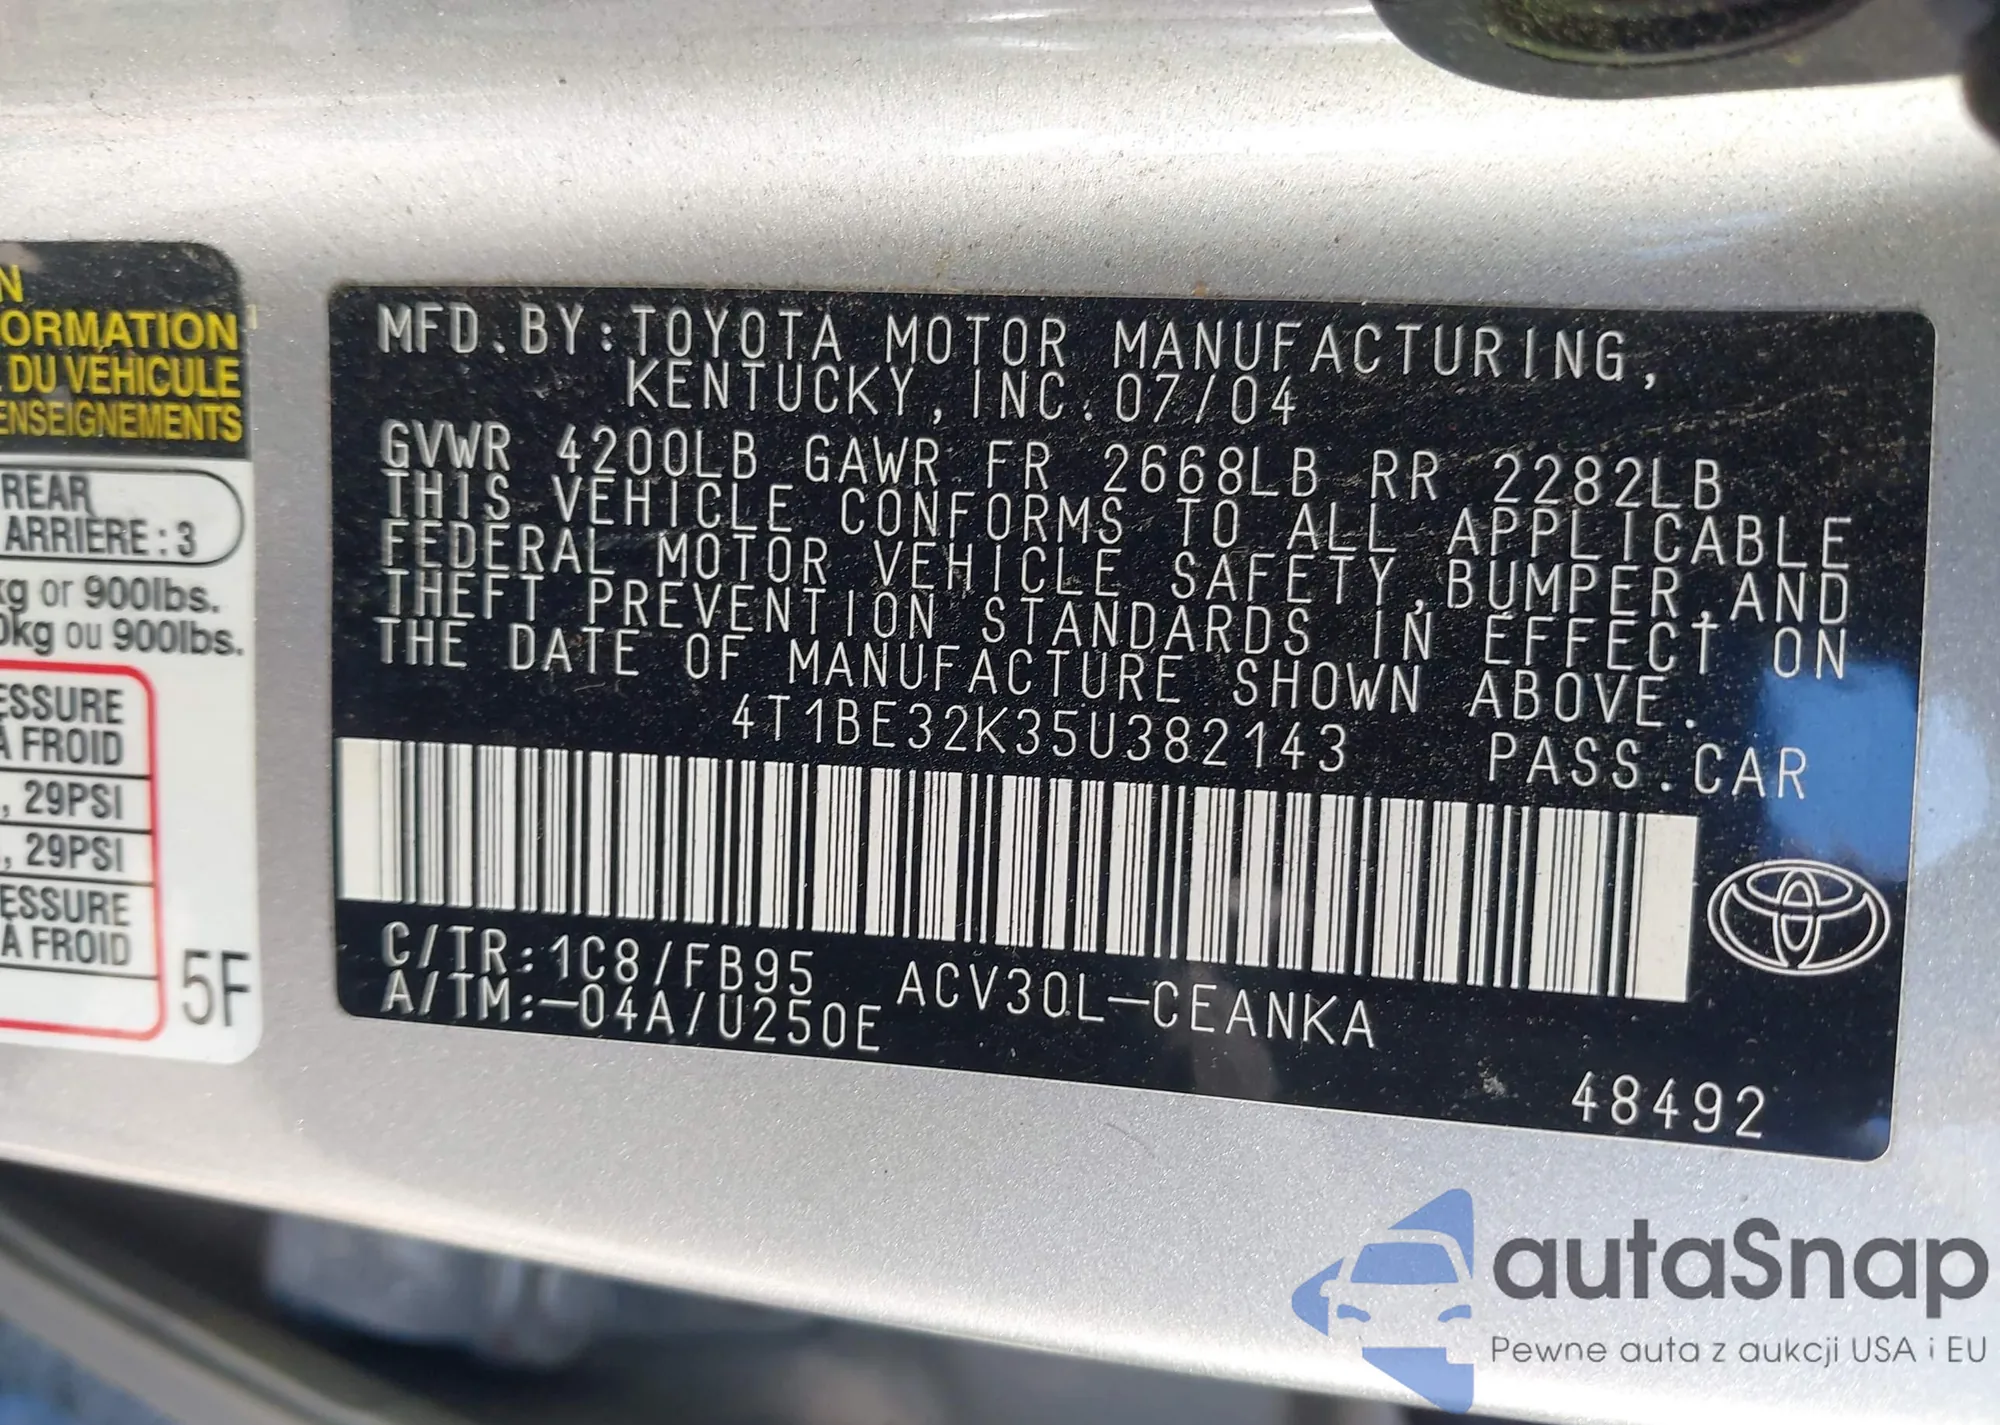 N
ORMATION
DU VÉHICULE
ENSEIGNEMENTS
REAR
ARRIÈRE : 3
kg or 900lbs.
0kg ou 900lbs.
ESSURE
À FROID
, 29PSI
, 29PSI
ESSURE
À FROID
5F
MFD.BY:TOYOTA MOTOR MANUFACTURING,
KENTUCKY,INC.07/04
GVWR 4200LB GAWR FR 2668LB RR 2282LB
THIS VEHICLE CONFORMS TO ALL APPLICABLE
FEDERAL MOTOR VEHICLE SAFETY,BUMPER,AND
THEFT PREVENTION STANDARDS IN EFFECT ON
THE DATE OF MANUFACTURE SHOWN ABOVE.
4T1BE32K35U382143 PASS.CAR
C/TR:1C8/FB95 ACV30L-CEANKA
A/TM:-04A/U250E
48492
autaSnap
Pewne auta z aukcji USA i EU